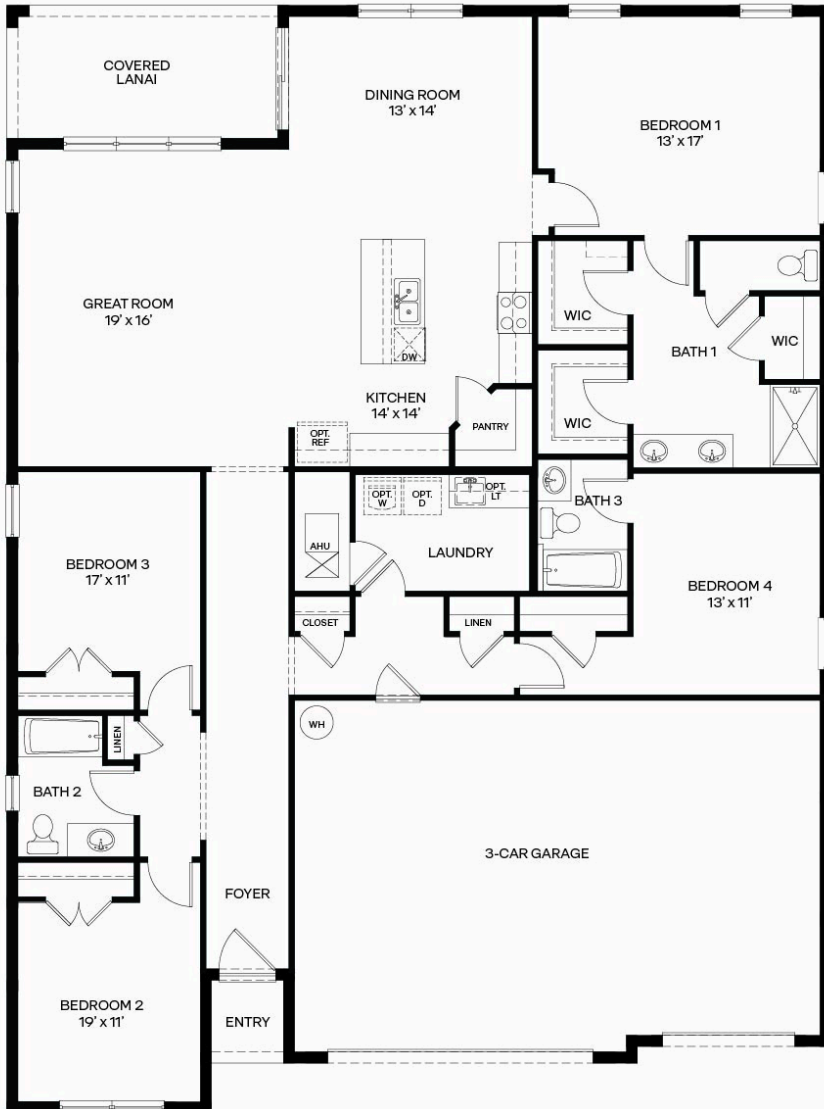 COVERED
LANAI
DINING ROOM
13' x 14'
BEDROOM 1
13' x 17'
GREAT ROOM
19' x 16'
WIC
WIC
BATH 1
DW
KITCHEN
14' x 14'
WIC
PANTRY
OPT.
REF
OPT.
W
OPT.
D
OPT.
LT
BATH 3
LAUNDRY
AHU
BEDROOM 3
17' x 11'
BEDROOM 4
13' x 11'
CLOSET
LINEN
WH
LINEN
BATH 2
3-CAR GARAGE
FOYER
BEDROOM 2
19' x 11'
ENTRY